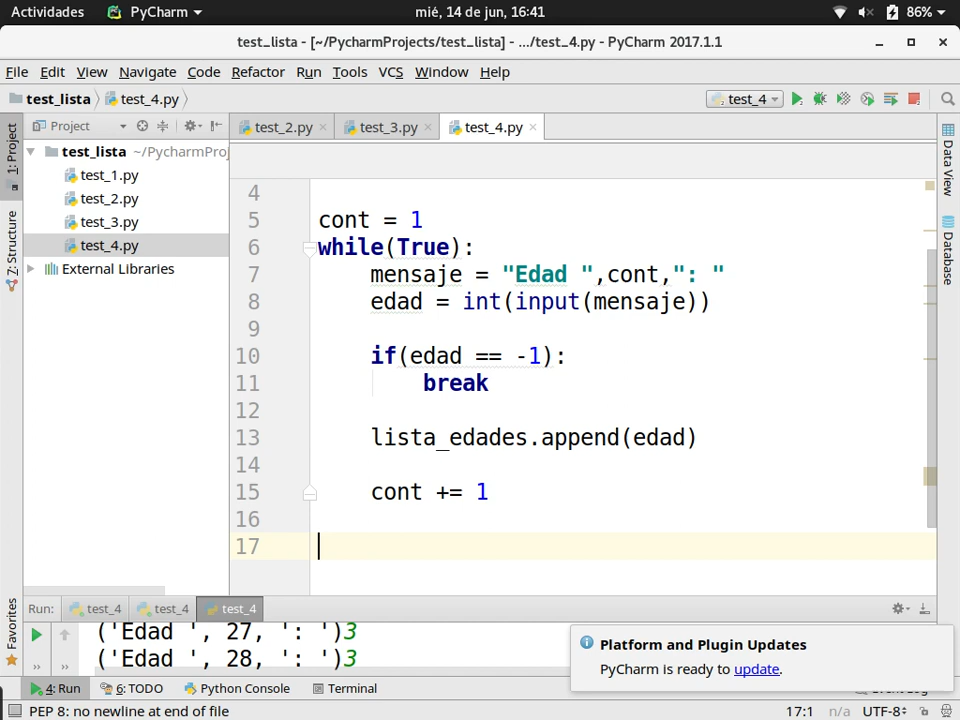 Actividades PyCharm mié, 14 de jun, 16:41 86%
test_lista - [~/PycharmProjects/test_lista] - .../test_4.py - PyCharm 2017.1.1
File Edit View Navigate Code Refactor Run Tools VCS Window Help
test_lista test_4.py test_4
1: Project
7: Structure
Favorites
Project
test_lista ~/PycharmProj
test_1.py
test_2.py
test_3.py
test_4.py
External Libraries
test_2.py test_3.py test_4.py
4
5 cont = 1
6 while(True):
7 mensaje = "Edad ",cont,": "
8 edad = int(input(mensaje))
9
10 if(edad == -1):
11 break
12
13 lista_edades.append(edad)
14
15 cont += 1
16
17
Data View
Database
Run: test_4 test_4 test_4
('Edad ', 27, ': ')3
('Edad ', 28, ': ')3
Platform and Plugin Updates
PyCharm is ready to update.
4: Run 6: TODO Python Console Terminal
PEP 8: no newline at end of file 17:1 n/a UTF-8